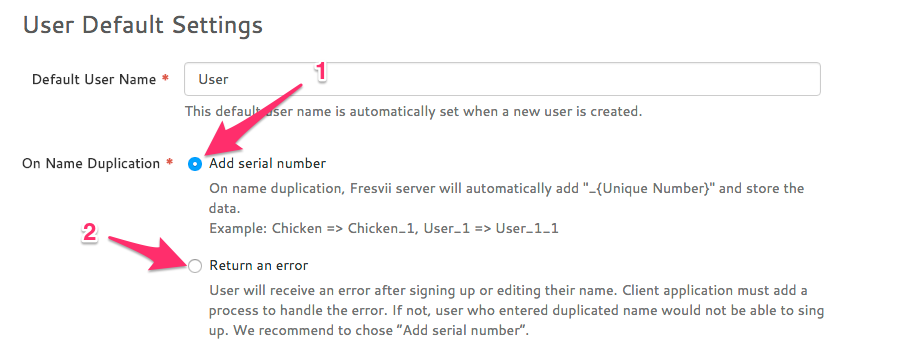 User Default Settings
1
Default User Name * User
This default user name is automatically set when a new user is created.
On Name Duplication * Add serial number
On name duplication, Fresvii server will automatically add "_{Unique Number}" and store the
data.
Example: Chicken => Chicken_1, User_1 => User_1_1
2
Return an error
User will receive an error after signing up or editing their name. Client application must add a
process to handle the error. If not, user who entered duplicated name would not be able to sing
up. We recommend to chose “Add serial number”.